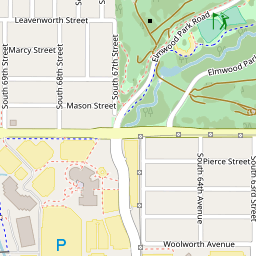 Leavenworth Street
Elmwood Park Road
South 67th Street
Marcy Street
South 69th Street
South 68th Street
Elmwood Park
Mason Street
Pierce Street
South 64th Avenue
South 63rd Street
P
Woolworth Avenue